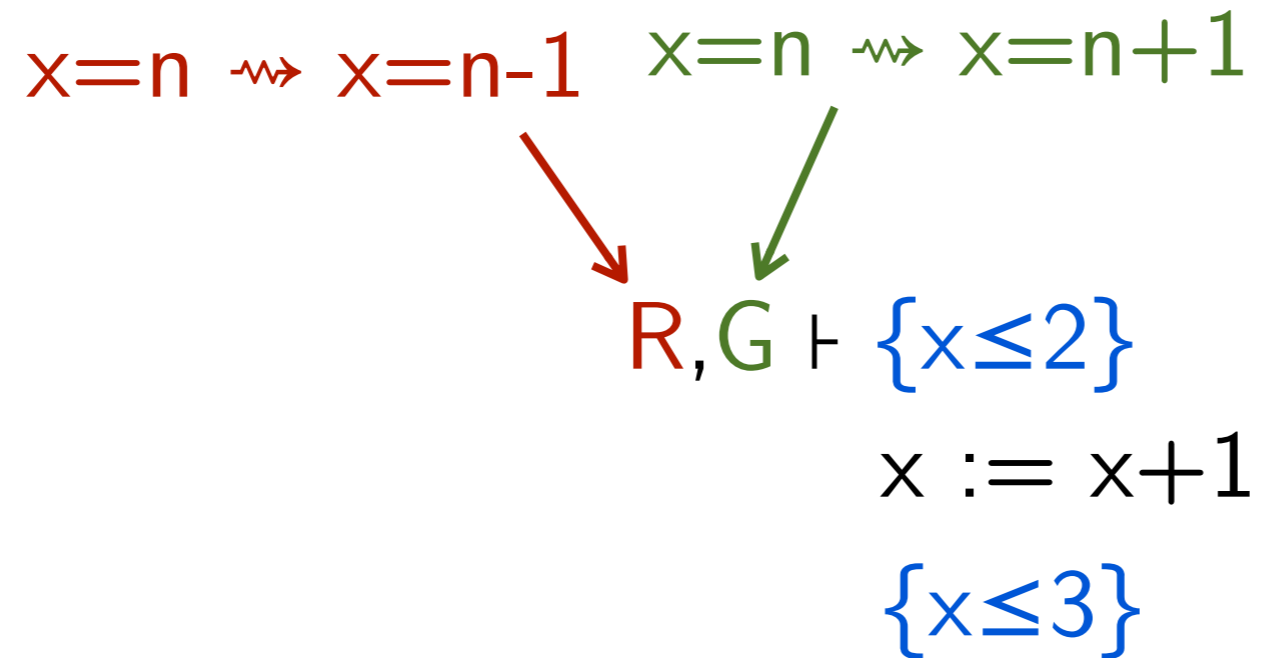 x=n ⇝ x=n-1
x=n ⇝ x=n+1
R,G ⊢ {x≤2}
x := x+1
{x≤3}